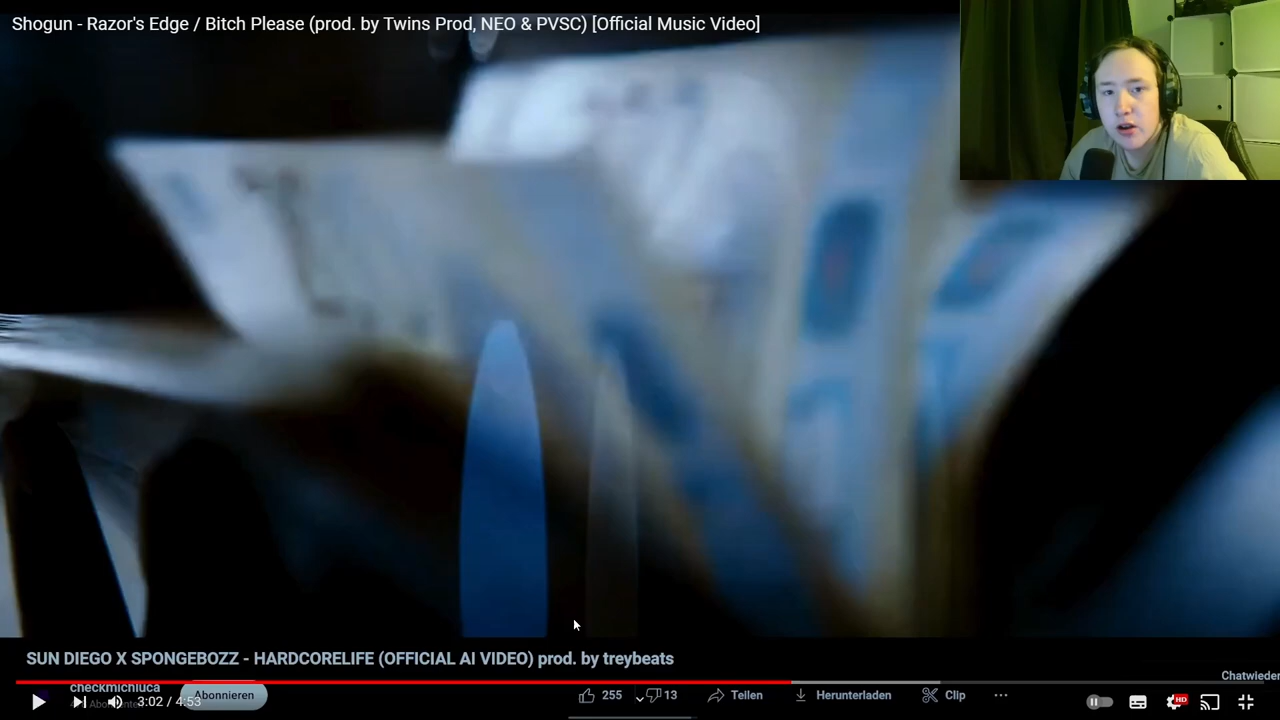 Shogun - Razor's Edge / Bitch Please (prod. by Twins Prod, NEO & PVSC) [Official Music Video]
SUN DIEGO X SPONGEBOZZ - HARDCORELIFE (OFFICIAL AI VIDEO) prod. by treybeats
Chatwieder
checkmichluca
Abonnieren
255
13
Teilen
Herunterladen
Clip
3:02 / 4:53
HD